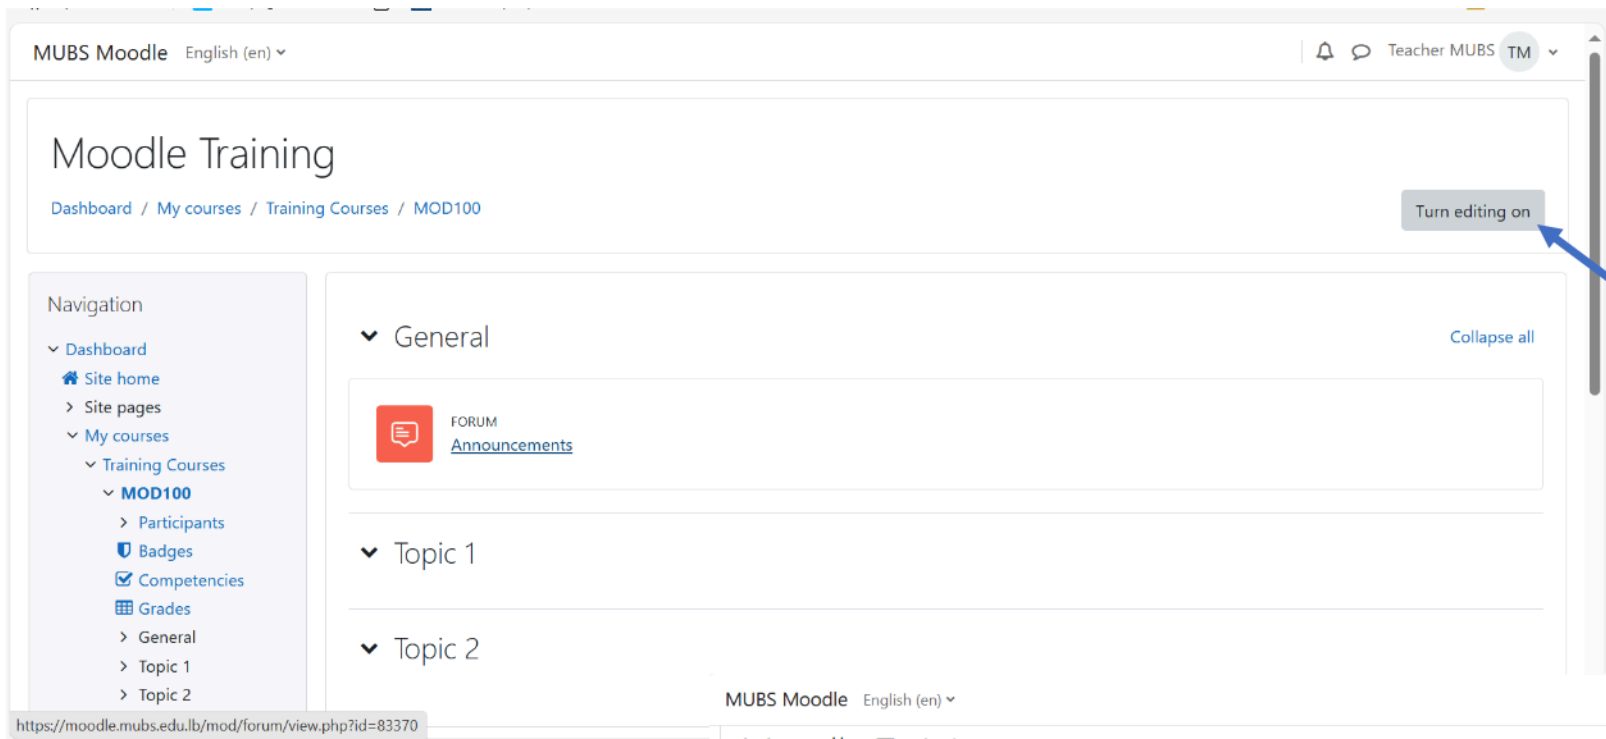 MUBS Moodle English (en)
Teacher MUBS TM
Moodle Training
Dashboard / My courses / Training Courses / MOD100
Turn editing on
Navigation
Dashboard
Site home
Site pages
My courses
Training Courses
MOD100
Participants
Badges
Competencies
Grades
General
Topic 1
Topic 2
General
Collapse all
FORUM
Announcements
Topic 1
Topic 2
https://moodle.mubs.edu.lb/mod/forum/view.php?id=83370
MUBS Moodle English (en)